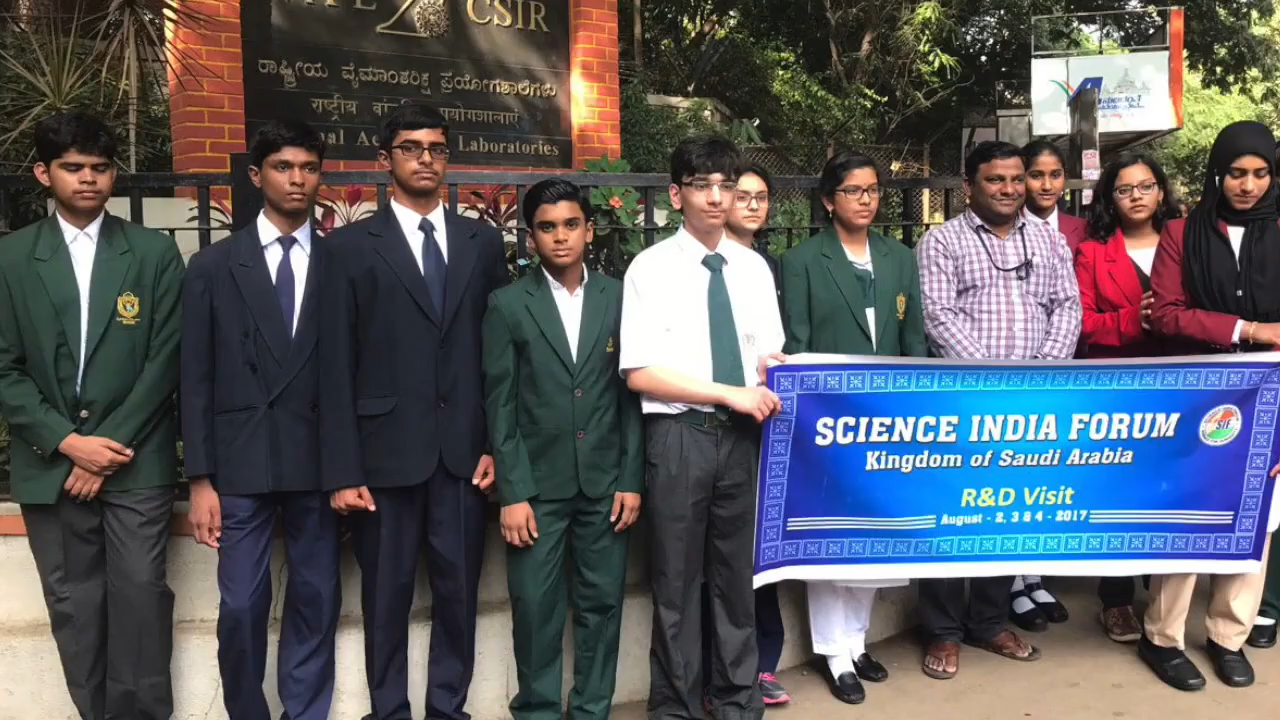 CSIR
ರಾಷ್ಟ್ರೀಯ ವೈಮಾಂತರಿಕ್ಷ ಪ್ರಯೋಗಶಾಲೆಗಳು
राष्ट्रीय
Laboratories
SCIENCE INDIA FORUM
Kingdom of Saudi Arabia
R&D Visit
August - 2, 3 & 4 - 2017
SIF